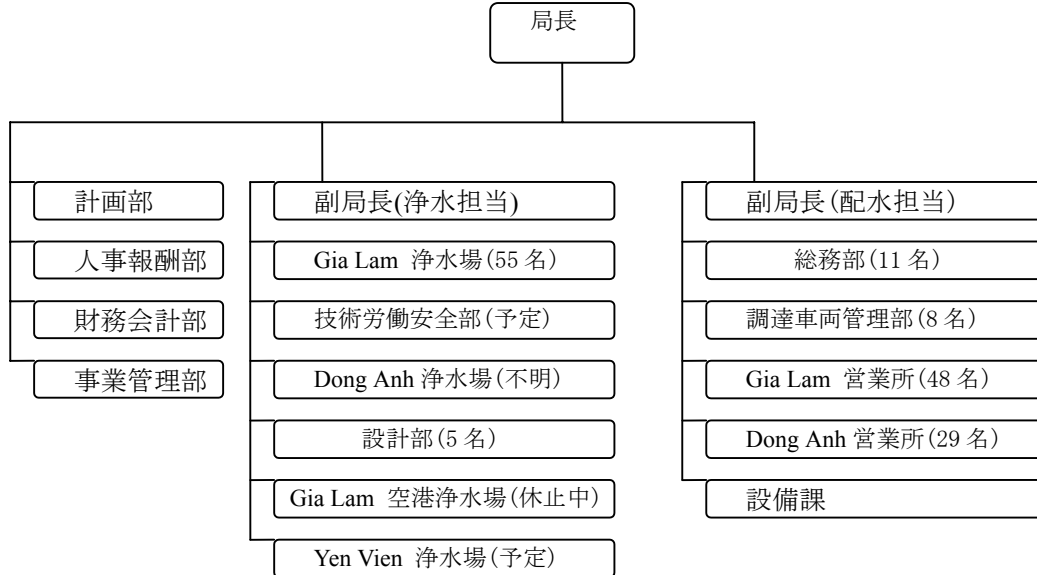 局長
計画部
人事報酬部
財務会計部
事業管理部
副局長(浄水担当)
Gia Lam 浄水場(55 名)
技術労働安全部(予定)
Dong Anh 浄水場(不明)
設計部(5 名)
Gia Lam 空港浄水場(休止中)
Yen Vien 浄水場(予定)
副局長(配水担当)
総務部(11 名)
調達車両管理部(8 名)
Gia Lam 営業所(48 名)
Dong Anh 営業所(29 名)
設備課